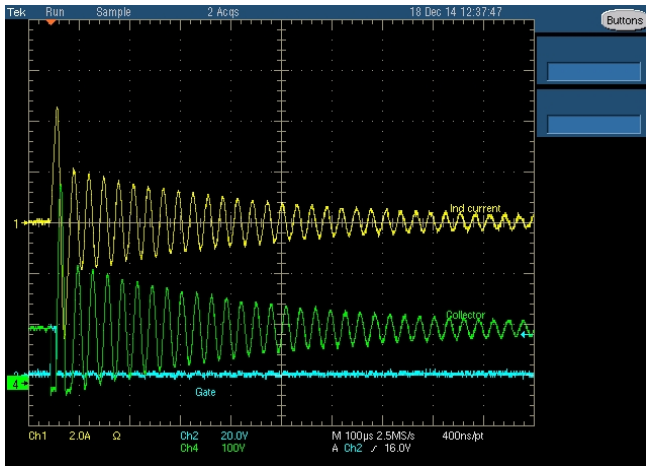 Tek Run Sample 2 Acqs 18 Dec 14 12:37:47
Buttons
1
Ind current
Collector
4
Gate
Ch1 2.0A Ω Ch2 20.0V M 100µs 2.5MS/s 400ns/pt
Ch4 100V A Ch2 ⁄ 16.0V